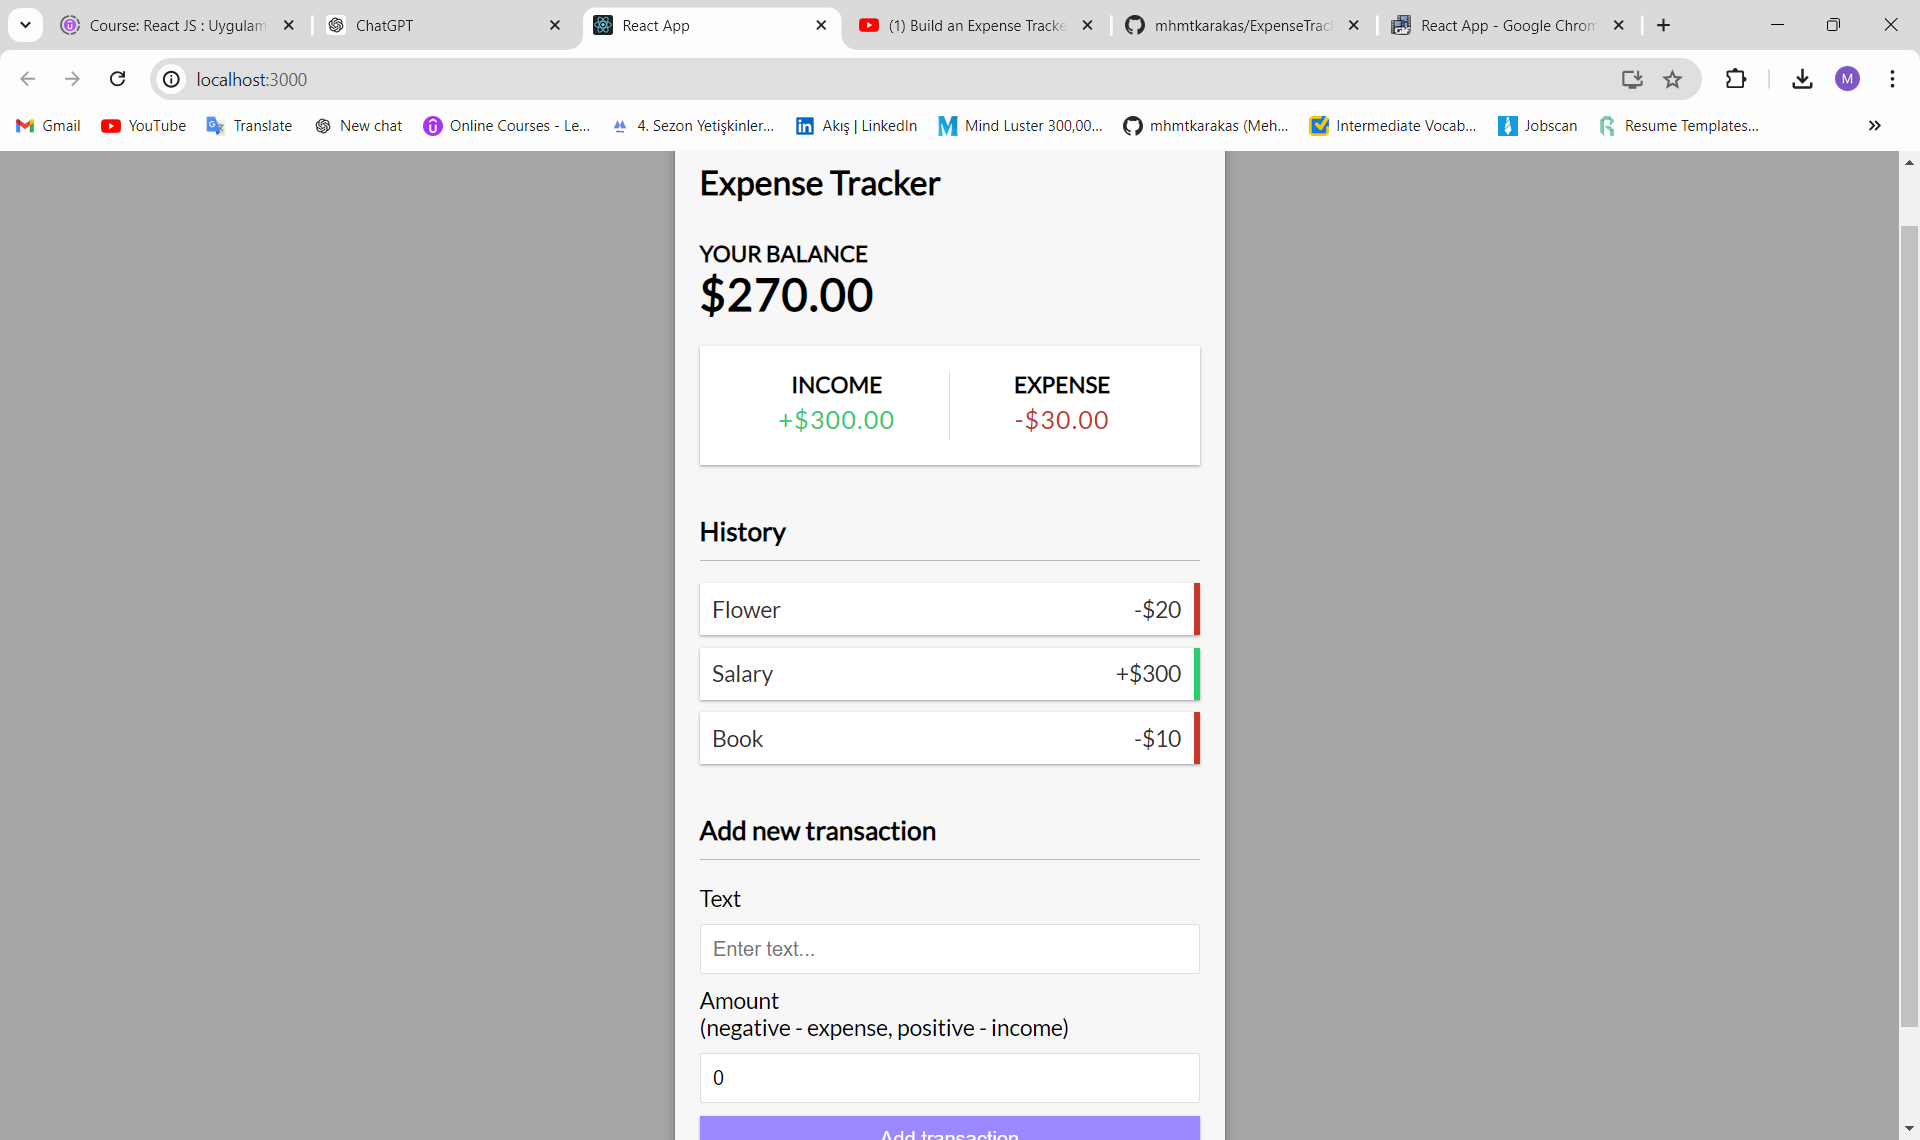 Course: React JS : Uygulam
ChatGPT
React App
(1) Build an Expense Tracke
mhmtkarakas/ExpenseTrac
React App - Google Chrom
localhost:3000
M
Gmail
YouTube
Translate
New chat
Online Courses - Le...
4. Sezon Yetişkinler...
Akış | LinkedIn
Mind Luster 300,00...
mhmtkarakas (Meh...
Intermediate Vocab...
Jobscan
Resume Templates...
Expense Tracker
YOUR BALANCE
$270.00
INCOME
+$300.00
EXPENSE
-$30.00
History
Flower -$20
Salary +$300
Book -$10
Add new transaction
Text
Enter text...
Amount
(negative - expense, positive - income)
0
Add transaction